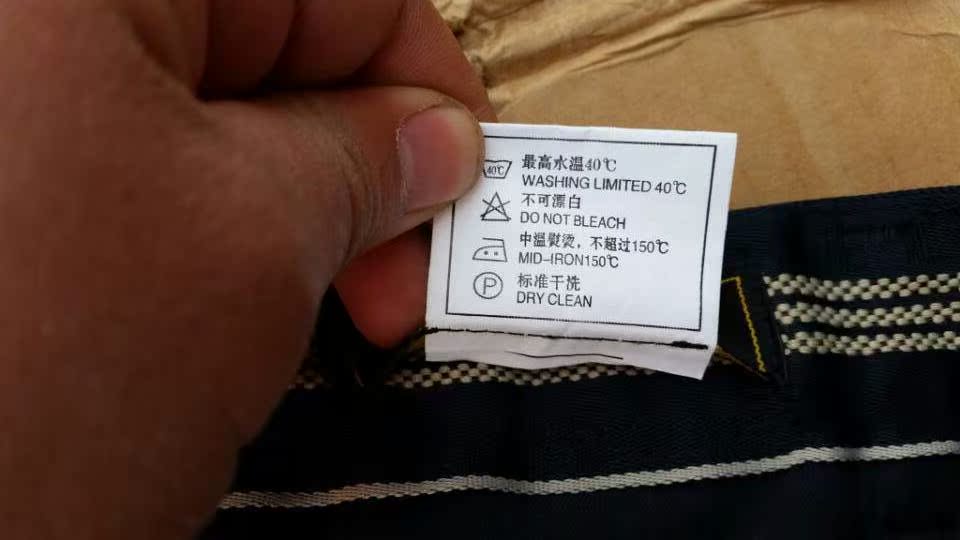 40℃ 最高水温40℃
WASHING LIMITED 40℃
不可漂白
DO NOT BLEACH
中温熨烫，不超过150℃
MID-IRON150℃
P 标准干洗
DRY CLEAN